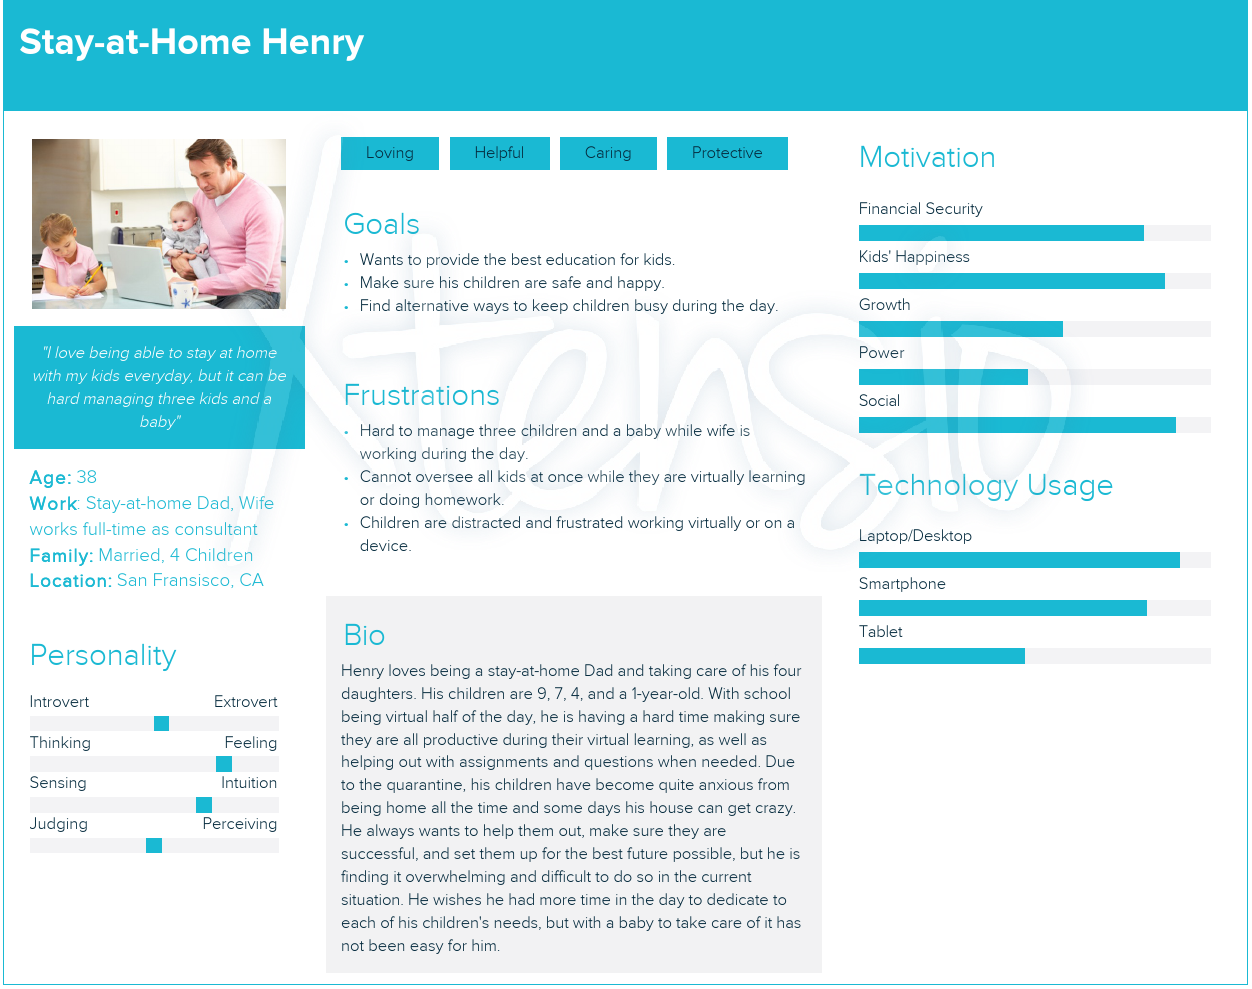 Stay-at-Home Henry
"I love being able to stay at home
with my kids everyday, but it can be
hard managing three kids and a
baby"
Age: 38
Work: Stay-at-home Dad, Wife
works full-time as consultant
Family: Married, 4 Children
Location: San Fransisco, CA
Personality
Introvert Extrovert
Thinking Feeling
Sensing Intuition
Judging Perceiving
Loving Helpful Caring Protective
Goals
• Wants to provide the best education for kids.
• Make sure his children are safe and happy.
• Find alternative ways to keep children busy during the day.
Frustrations
• Hard to manage three children and a baby while wife is
working during the day.
• Cannot oversee all kids at once while they are virtually learning
or doing homework.
• Children are distracted and frustrated working virtually or on a
device.
Bio
Henry loves being a stay-at-home Dad and taking care of his four
daughters. His children are 9, 7, 4, and a 1-year-old. With school
being virtual half of the day, he is having a hard time making sure
they are all productive during their virtual learning, as well as
helping out with assignments and questions when needed. Due
to the quarantine, his children have become quite anxious from
being home all the time and some days his house can get crazy.
He always wants to help them out, make sure they are
successful, and set them up for the best future possible, but he is
finding it overwhelming and difficult to do so in the current
situation. He wishes he had more time in the day to dedicate to
each of his children's needs, but with a baby to take care of it has
not been easy for him.
Motivation
Financial Security
Kids' Happiness
Growth
Power
Social
Technology Usage
Laptop/Desktop
Smartphone
Tablet
Xtensio